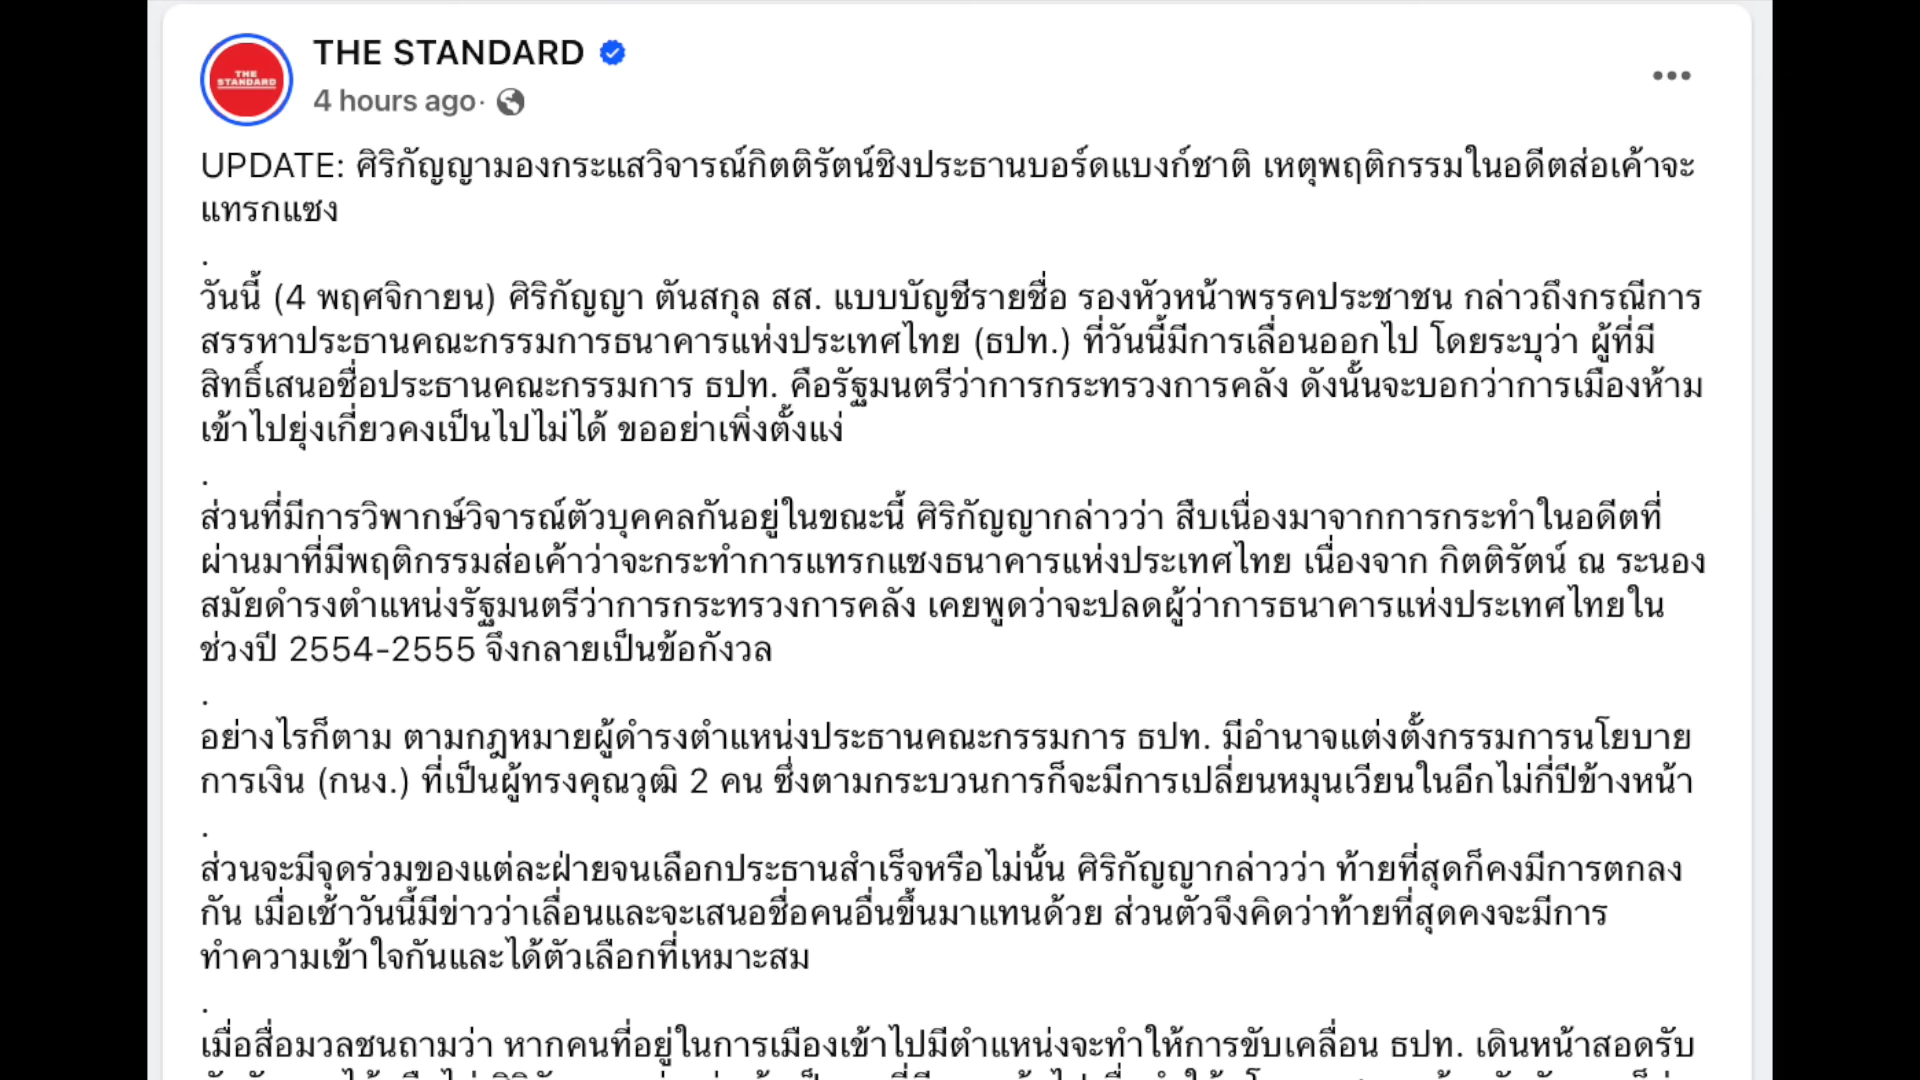 THE STANDARD
THE
STANDARD
4 hours ago ·
UPDATE: ศิริกัญญามองกระแสวิจารณ์กิตติรัตน์ชิงประธานบอร์ดแบงก์ชาติ เหตุพฤติกรรมในอดีตส่อเค้าจะ
แทรกแซง
.
วันนี้ (4 พฤศจิกายน) ศิริกัญญา ตันสกุล สส. แบบบัญชีรายชื่อ รองหัวหน้าพรรคประชาชน กล่าวถึงกรณีการ
สรรหาประธานคณะกรรมการธนาคารแห่งประเทศไทย (ธปท.) ที่วันนี้มีการเลื่อนออกไป โดยระบุว่า ผู้ที่มี
สิทธิ์เสนอชื่อประธานคณะกรรมการ ธปท. คือรัฐมนตรีว่าการกระทรวงการคลัง ดังนั้นจะบอกว่าการเมืองห้าม
เข้าไปยุ่งเกี่ยวคงเป็นไปไม่ได้ ขออย่าเพิ่งตั้งแง่
.
ส่วนที่มีการวิพากษ์วิจารณ์ตัวบุคคลกันอยู่ในขณะนี้ ศิริกัญญากล่าวว่า สืบเนื่องมาจากการกระทำในอดีตที่
ผ่านมาที่มีพฤติกรรมส่อเค้าว่าจะกระทำการแทรกแซงธนาคารแห่งประเทศไทย เนื่องจาก กิตติรัตน์ ณ ระนอง
สมัยดำรงตำแหน่งรัฐมนตรีว่าการกระทรวงการคลัง เคยพูดว่าจะปลดผู้ว่าการธนาคารแห่งประเทศไทยใน
ช่วงปี 2554-2555 จึงกลายเป็นข้อกังวล
.
อย่างไรก็ตาม ตามกฎหมายผู้ดำรงตำแหน่งประธานคณะกรรมการ ธปท. มีอำนาจแต่งตั้งกรรมการนโยบาย
การเงิน (กนง.) ที่เป็นผู้ทรงคุณวุฒิ 2 คน ซึ่งตามกระบวนการก็จะมีการเปลี่ยนหมุนเวียนในอีกไม่กี่ปีข้างหน้า
.
ส่วนจะมีจุดร่วมของแต่ละฝ่ายจนเลือกประธานสำเร็จหรือไม่นั้น ศิริกัญญากล่าวว่า ท้ายที่สุดก็คงมีการตกลง
กัน เมื่อเช้าวันนี้มีข่าวว่าเลื่อนและจะเสนอชื่อคนอื่นขึ้นมาแทนด้วย ส่วนตัวจึงคิดว่าท้ายที่สุดคงจะมีการ
ทำความเข้าใจกันและได้ตัวเลือกที่เหมาะสม
.
เมื่อสื่อมวลชนถามว่า หากคนที่อยู่ในการเมืองเข้าไปมีตำแหน่งจะทำให้การขับเคลื่อน ธปท. เดินหน้าสอดรับ